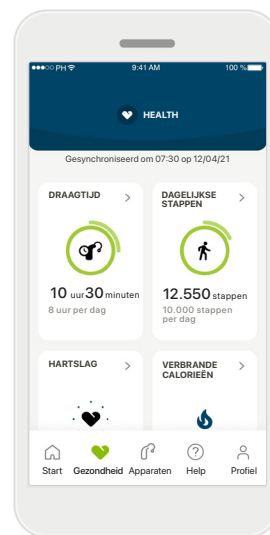 PH 9:41 AM 100 %
HEALTH
Gesynchroniseerd om 07:30 op 12/04/21
DRAAGTIJD
10 uur 30 minuten
8 uur per dag
DAGELIJKSE
STAPPEN
12.550 stappen
10.000 stappen
per dag
HARTSLAG
VERBRANDE
CALORIEËN
Start Gezondheid Apparaten Help Profiel